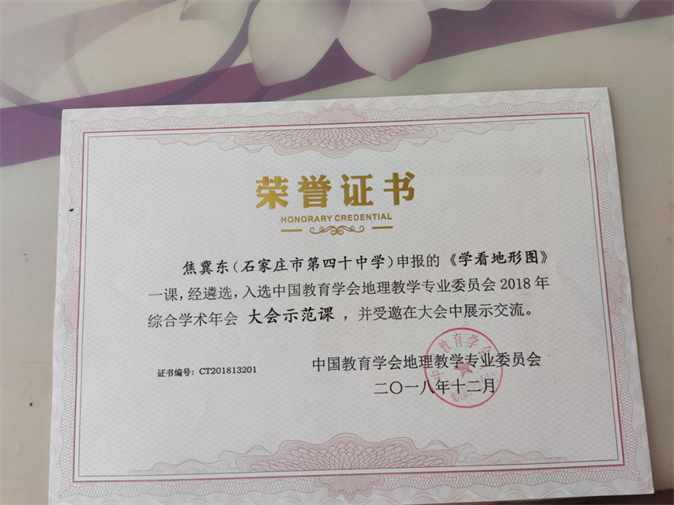 荣誉证书
HONORARY CREDENTIAL
焦冀东(石家庄市第四十中学)申报的《学看地形图》
一课,经遴选,入选中国教育学会地理教学专业委员会2018年
综合学术年会 大会示范课 ,并受邀在大会中展示交流。
证书编号:CT201813201
中国教育学会地理教学专业委员会
二〇一八年十二月